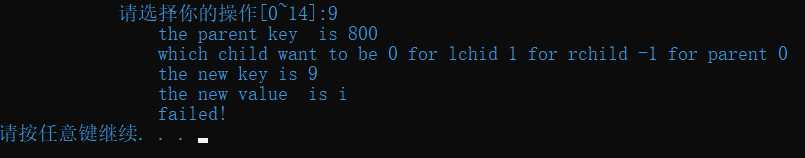 请选择你的操作[0~14]:9
the parent key  is 800
which child want to be 0 for lchid 1 for rchild -1 for parent 0
the new key is 9
the new value  is i
failed!
请按任意键继续. . .